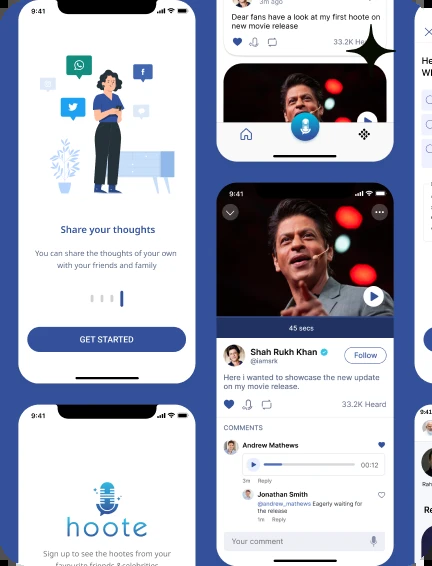 9:41
Share your thoughts
You can share the thoughts of your own
with your friends and family
GET STARTED
9:41
hoote
Sign up to see the hootes from your
favourite friends & celebrities
3m ago
Dear fans have a look at my first hoote on
new movie release
33.2K Hea
9:41
45 secs
Shah Rukh Khan
@iamsrk
Follow
Here i wanted to showcase the new update
on my movie release.
33.2K Heard
COMMENTS
Andrew Mathews
00:12
3m Reply
Jonathan Smith
@andrew_mathews Eagerly waiting for
the release
1m Reply
Your comment
He
W
9:41
Rah
Re